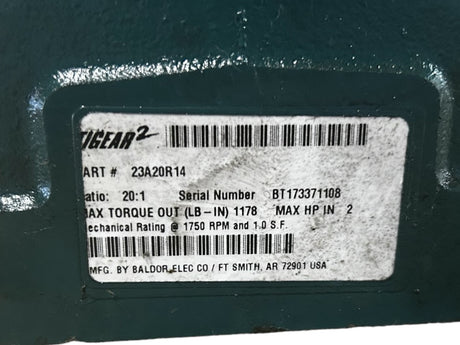 TIGEAR2
ART # 23A20R14
atio: 20:1 Serial Number BT173371108
AX TORQUE OUT (LB-IN) 1178 MAX HP IN 2
echanical Rating @ 1750 RPM and 1.0 S.F.
MFG. BY BALDOR ELEC CO / FT SMITH, AR 72901 USA